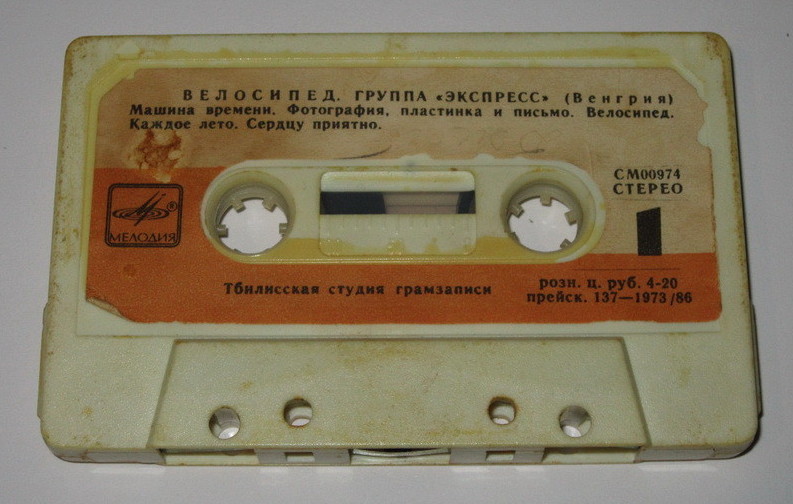 ВЕЛОСИПЕД. ГРУППА «ЭКСПРЕСС» (Венгрия)
Машина времени. Фотография, пластинка и письмо. Велосипед.
Каждое лето. Сердцу приятно.
СМ00974
СТЕРЕО
1
®
МЕЛОДИЯ
Тбилисская студия грамзаписи
розн. ц. руб. 4-20
прейск. 137—1973/86